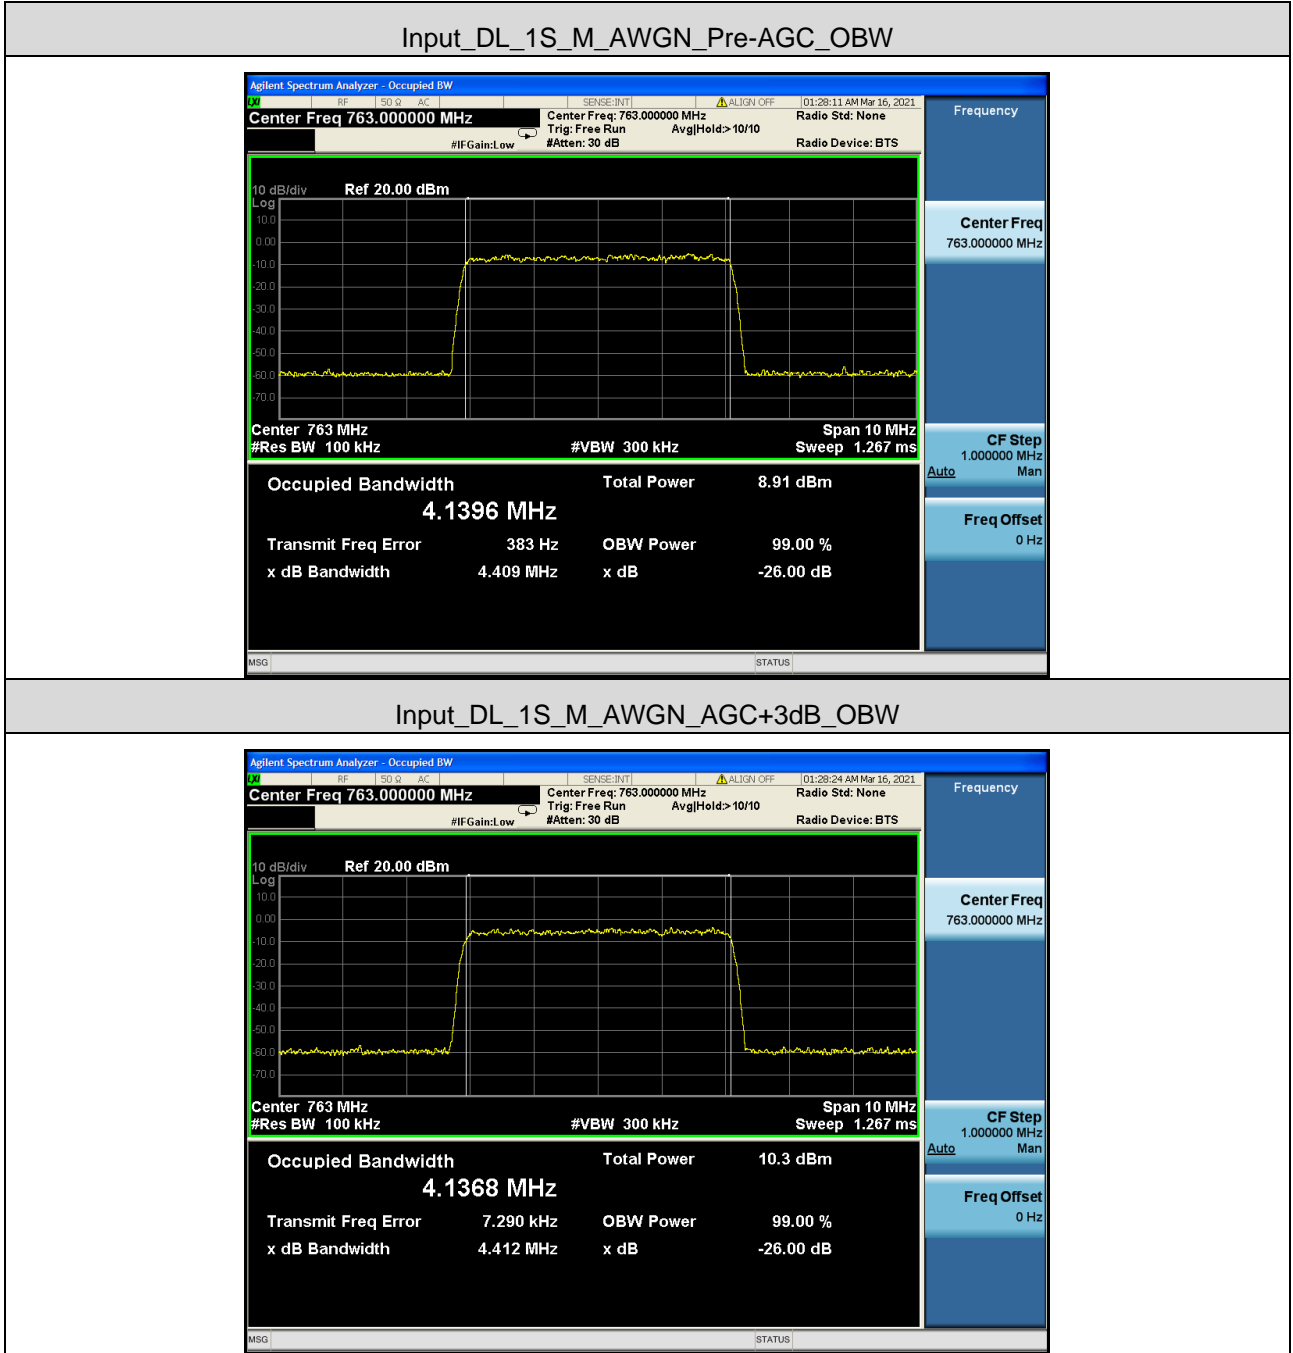 Input_DL_1S_M_AWGN_Pre-AGC_OBW
Agilent Spectrum Analyzer - Occupied BW
LXI RF 50 Ω AC SENSE:INT ALIGN OFF 01:28:11 AM Mar 16, 2021
Center Freq 763.000000 MHz
Center Freq: 763.000000 MHz Radio Std: None
Trig: Free Run Avg|Hold:>10/10
#IFGain:Low #Atten: 30 dB Radio Device: BTS
10 dB/div Ref 20.00 dBm
Log
10.0
0.00
-10.0
-20.0
-30.0
-40.0
-50.0
-60.0
-70.0
Center 763 MHz Span 10 MHz
#Res BW 100 kHz #VBW 300 kHz Sweep 1.267 ms
Occupied Bandwidth Total Power 8.91 dBm
4.1396 MHz
Transmit Freq Error 383 Hz OBW Power 99.00 %
x dB Bandwidth 4.409 MHz x dB -26.00 dB
MSG STATUS
Frequency
Center Freq
763.000000 MHz
CF Step
1.000000 MHz
Auto Man
Freq Offset
0 Hz
Input_DL_1S_M_AWGN_AGC+3dB_OBW
Agilent Spectrum Analyzer - Occupied BW
LXI RF 50 Ω AC SENSE:INT ALIGN OFF 01:28:24 AM Mar 16, 2021
Center Freq 763.000000 MHz
Center Freq: 763.000000 MHz Radio Std: None
Trig: Free Run Avg|Hold:>10/10
#IFGain:Low #Atten: 30 dB Radio Device: BTS
10 dB/div Ref 20.00 dBm
Log
10.0
0.00
-10.0
-20.0
-30.0
-40.0
-50.0
-60.0
-70.0
Center 763 MHz Span 10 MHz
#Res BW 100 kHz #VBW 300 kHz Sweep 1.267 ms
Occupied Bandwidth Total Power 10.3 dBm
4.1368 MHz
Transmit Freq Error 7.290 kHz OBW Power 99.00 %
x dB Bandwidth 4.412 MHz x dB -26.00 dB
MSG STATUS
Frequency
Center Freq
763.000000 MHz
CF Step
1.000000 MHz
Auto Man
Freq Offset
0 Hz